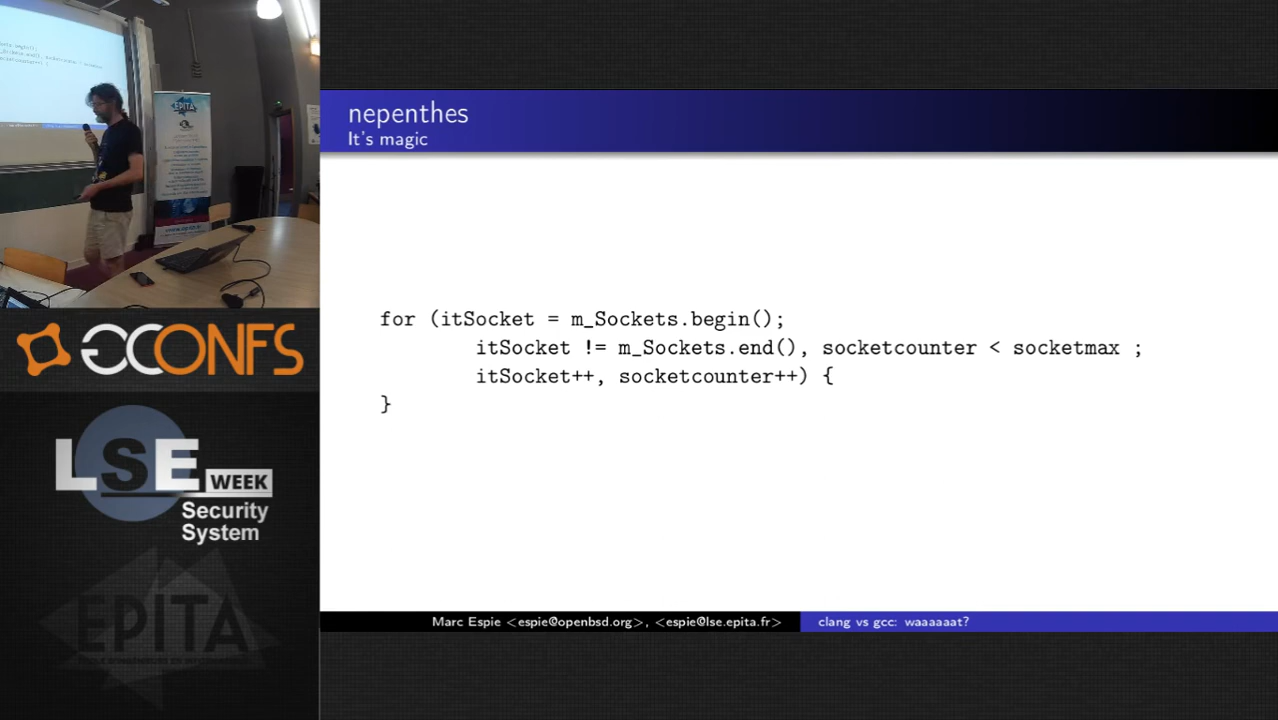 nepenthes
It's magic
for (itSocket = m_Sockets.begin();
itSocket != m_Sockets.end(), socketcounter < socketmax ;
itSocket++, socketcounter++) {
}
Marc Espie <espie@openbsd.org>, <espie@lse.epita.fr>
clang vs gcc: waaaaaat?
EPITA
CONFS
LSE
WEEK
Security
System
EPITA